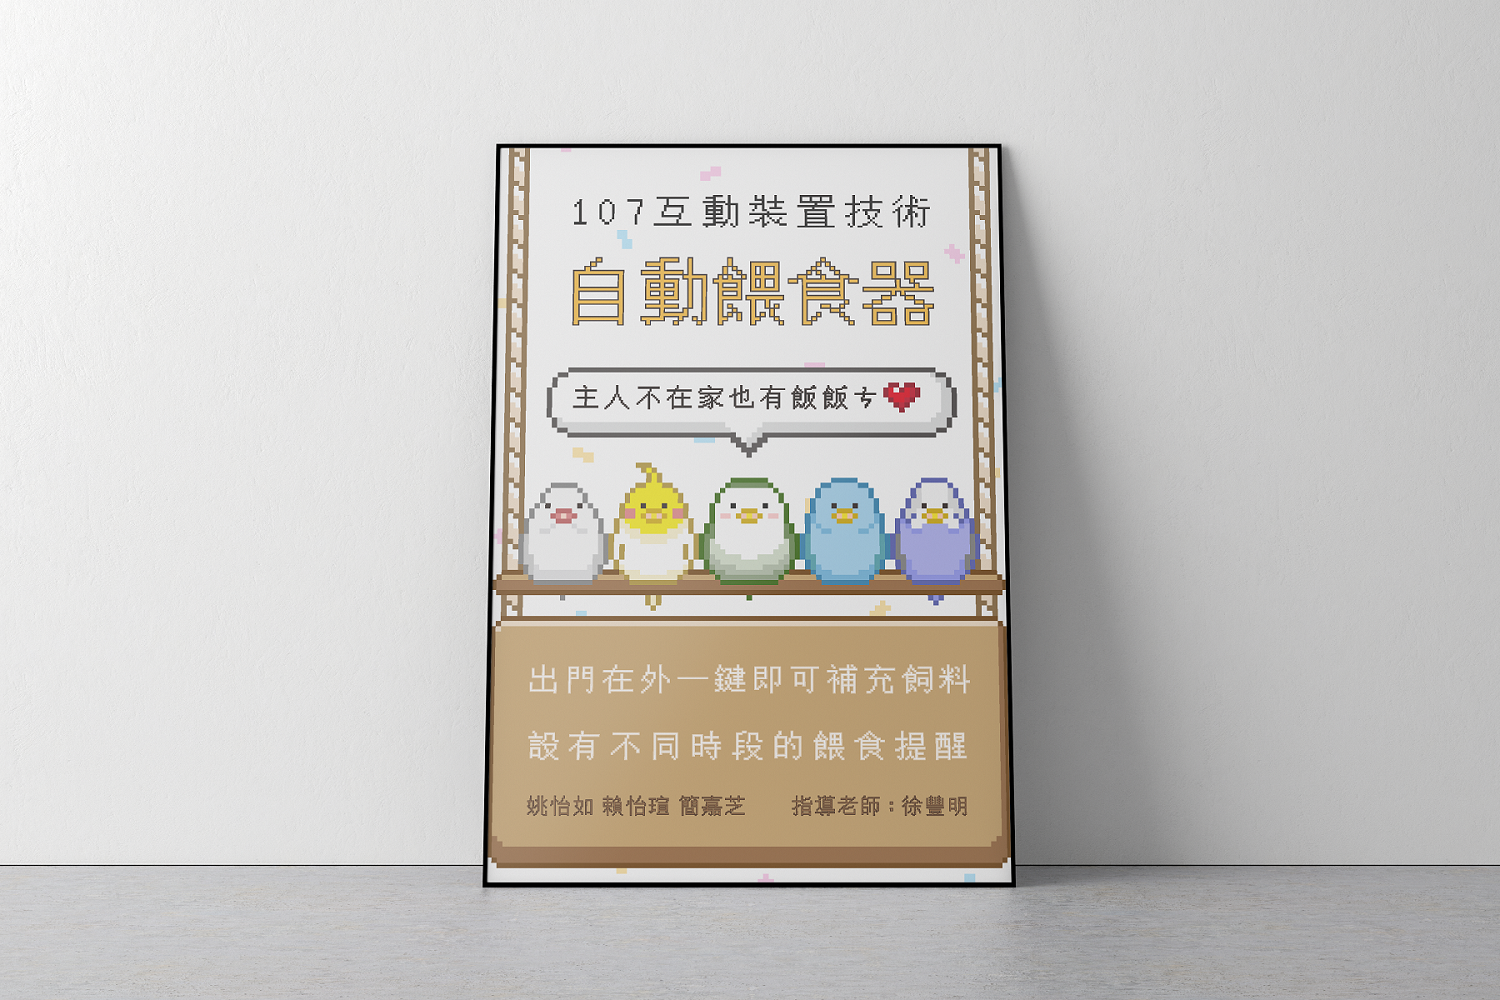 107互動裝置技術
自動餵食器
主人不在家也有飯飯ㄘ
出門在外一鍵即可補充飼料
設有不同時段的餵食提醒
姚怡如 賴怡瑄 簡嘉芝 指導老師：徐豐明